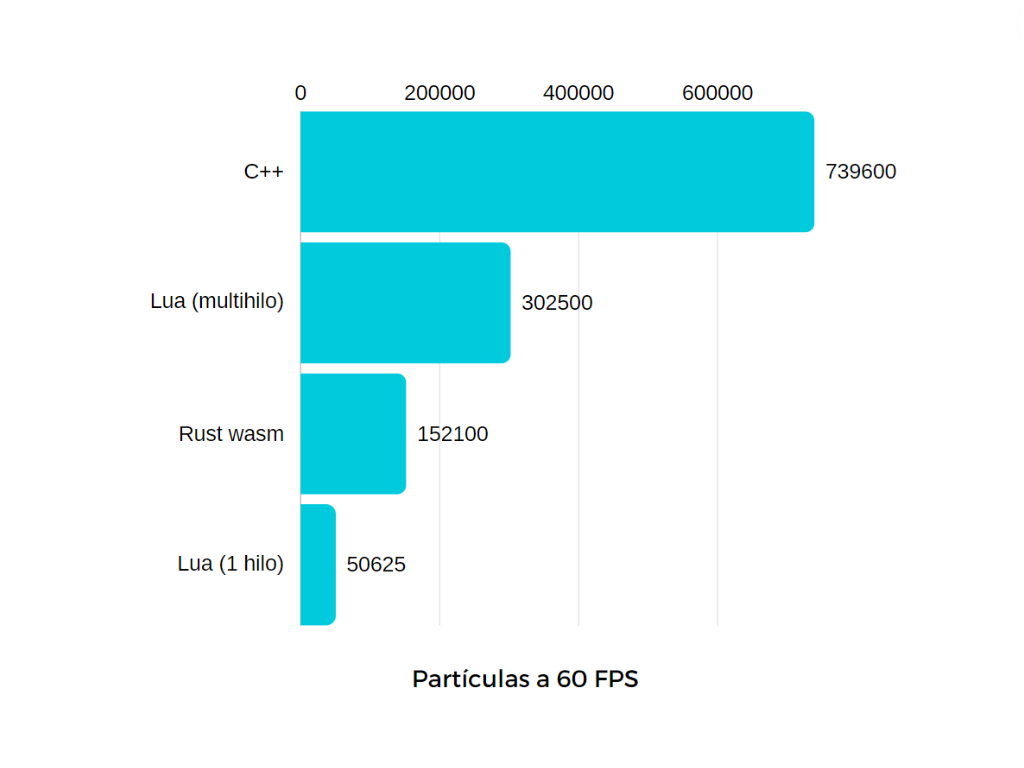 0 200000 400000 600000
C++ 739600
Lua (multihilo) 302500
Rust wasm 152100
Lua (1 hilo) 50625
Partículas a 60 FPS